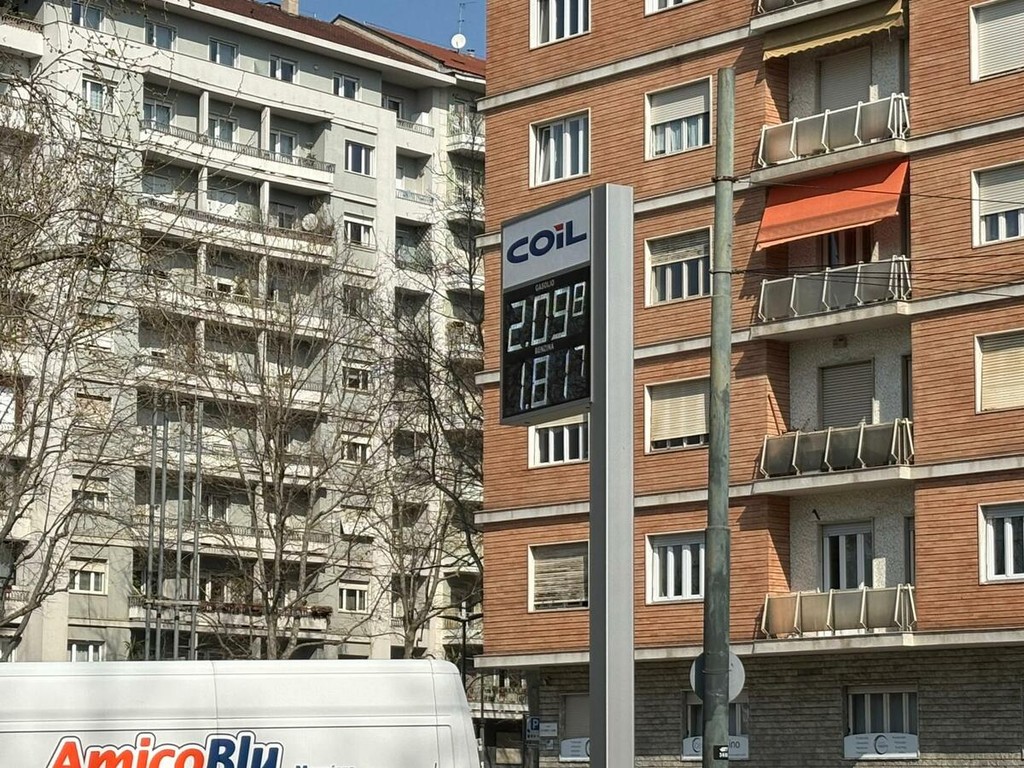 COIL
GASOLIO
2.098
BENZINA
1.817
AmicoBlu
P